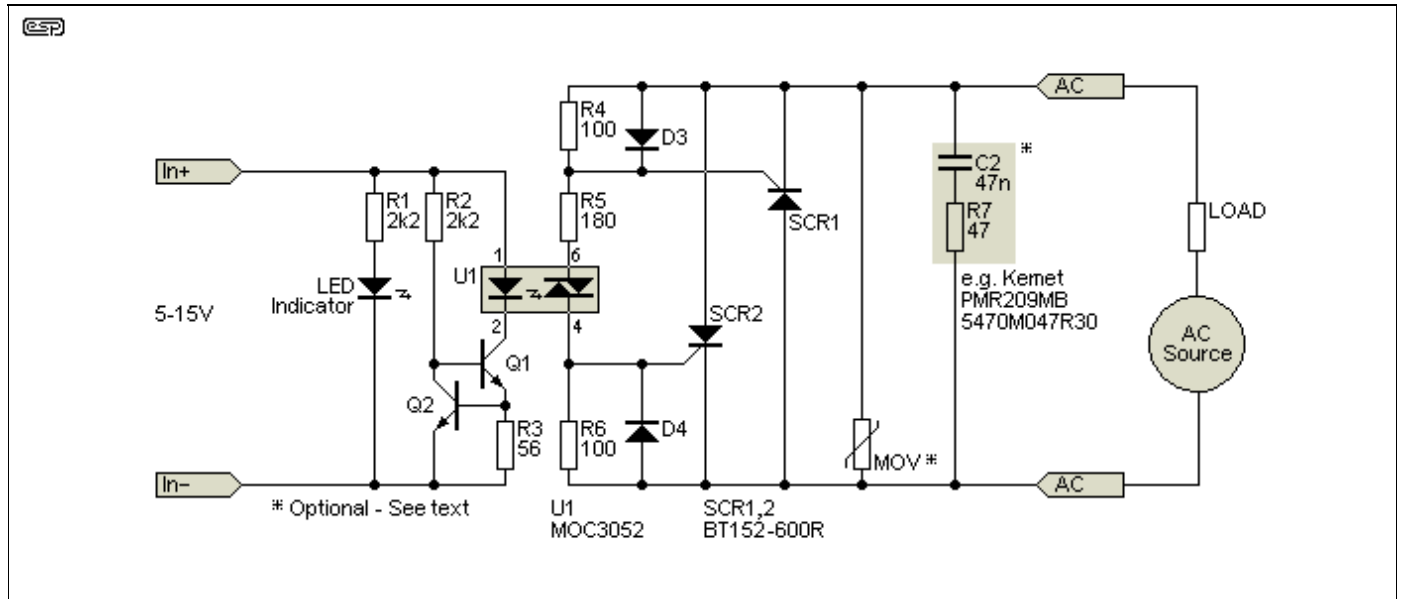 esp
AC
R4
100
D3
*
In+
C2
47n
R1
2k2
R2
2k2
R5
180
SCR1
R7
47
LOAD
1
6
U1
LED
Indicator
e.g. Kemet
PMR209MB
5470M047R30
5-15V
2
4
SCR2
AC
Source
Q1
Q2
R3
56
R6
100
D4
MOV *
In-
AC
* Optional - See text
U1
MOC3052
SCR1,2
BT152-600R